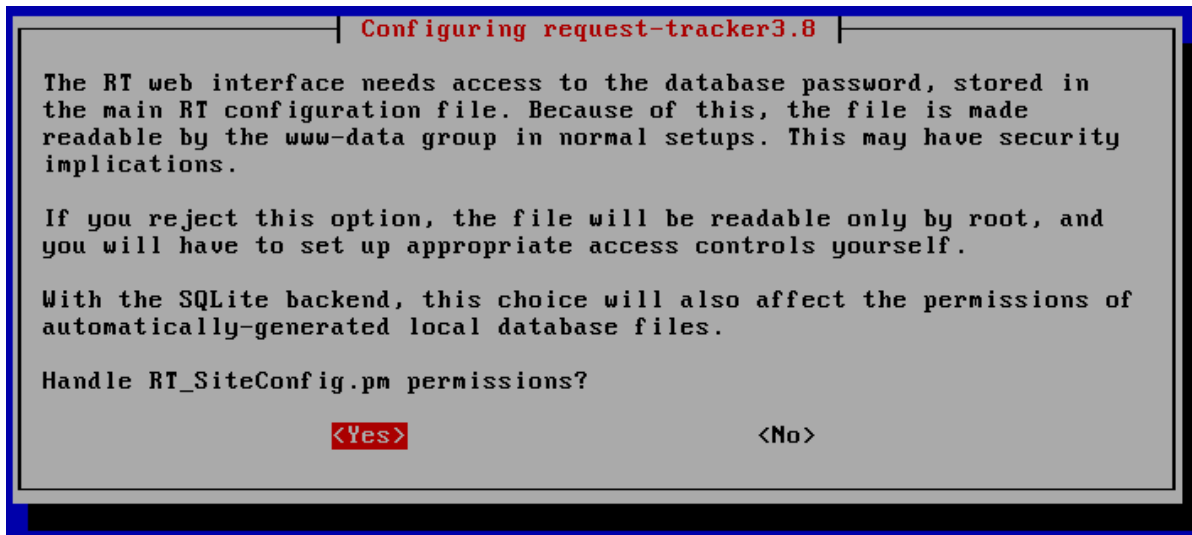 Configuring request-tracker3.8
The RT web interface needs access to the database password, stored in
the main RT configuration file. Because of this, the file is made
readable by the www-data group in normal setups. This may have security
implications.
If you reject this option, the file will be readable only by root, and
you will have to set up appropriate access controls yourself.
With the SQLite backend, this choice will also affect the permissions of
automatically-generated local database files.
Handle RT_SiteConfig.pm permissions?
<Yes> <No>